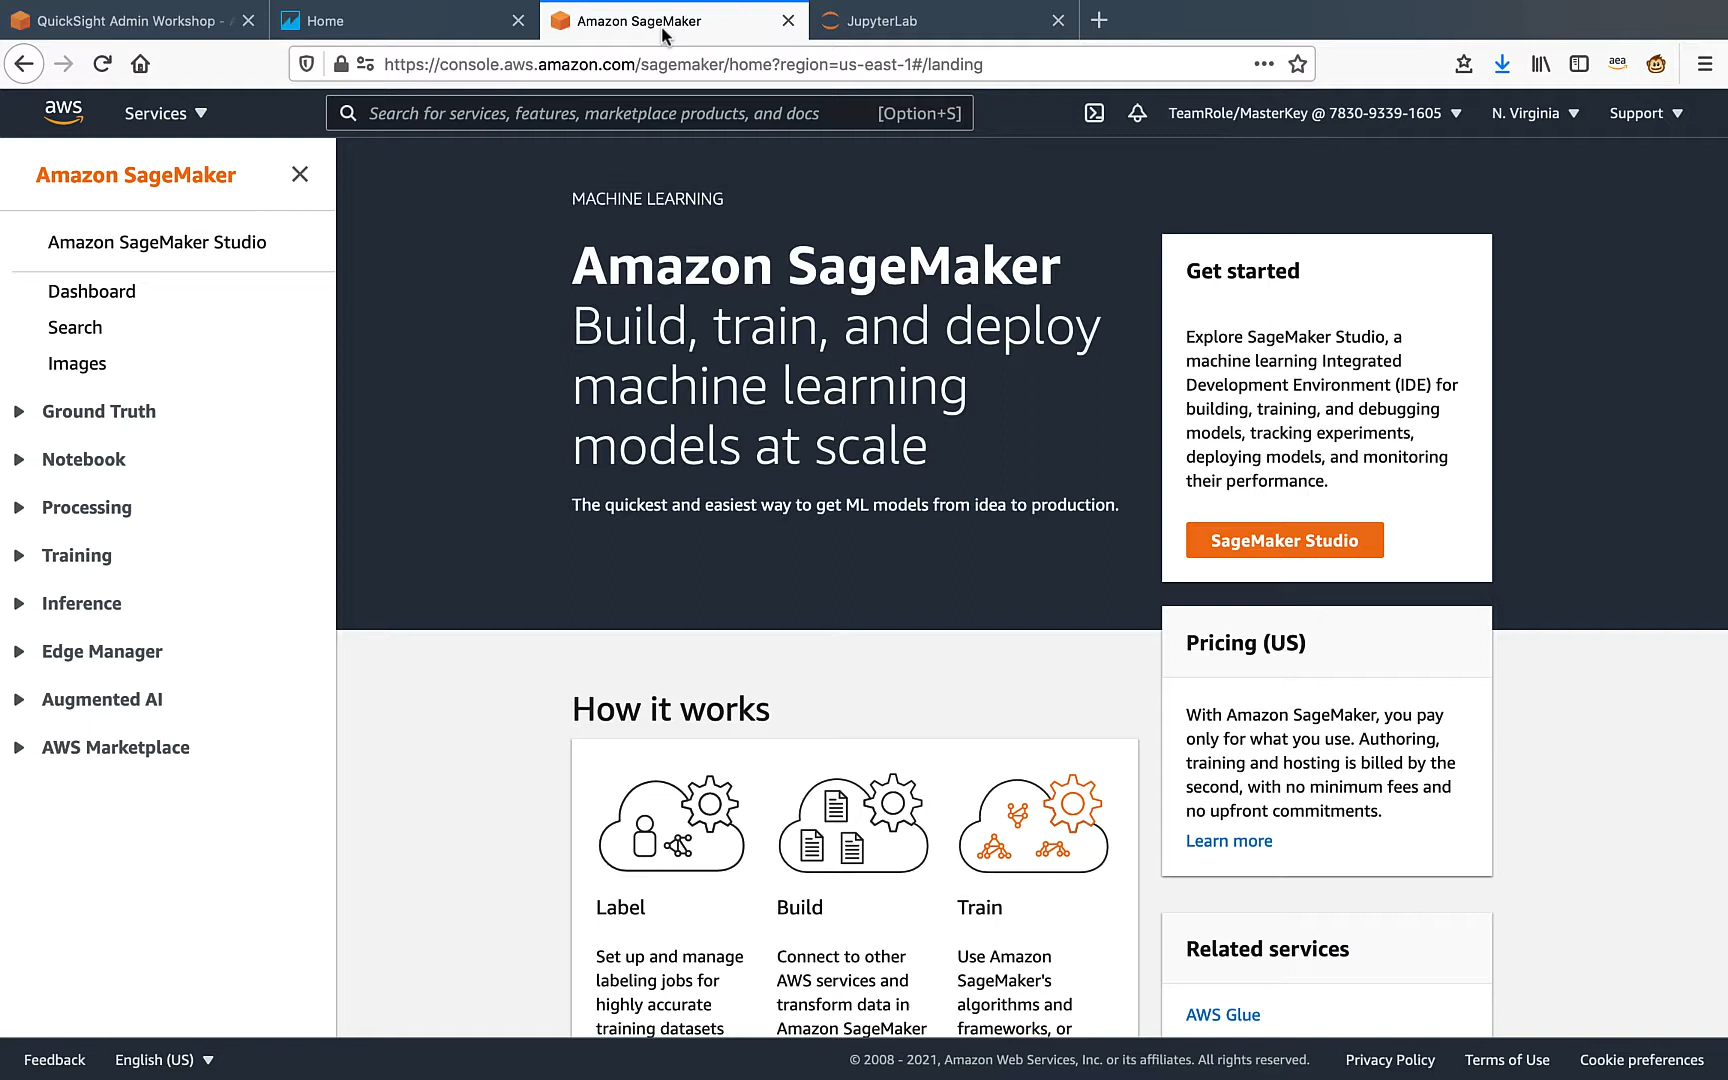 QuickSight Admin Workshop -
Home
Amazon SageMaker
JupyterLab
https://console.aws.amazon.com/sagemaker/home?region=us-east-1#/landing
aea
aws
Services
Search for services, features, marketplace products, and docs
[Option+S]
TeamRole/MasterKey @ 7830-9339-1605
N. Virginia
Support
Amazon SageMaker
Amazon SageMaker Studio
Dashboard
Search
Images
Ground Truth
Notebook
Processing
Training
Inference
Edge Manager
Augmented AI
AWS Marketplace
MACHINE LEARNING
Amazon SageMaker
Build, train, and deploy
machine learning
models at scale
The quickest and easiest way to get ML models from idea to production.
Get started
Explore SageMaker Studio, a
machine learning Integrated
Development Environment (IDE) for
building, training, and debugging
models, tracking experiments,
deploying models, and monitoring
their performance.
SageMaker Studio
Pricing (US)
With Amazon SageMaker, you pay
only for what you use. Authoring,
training and hosting is billed by the
second, with no minimum fees and
no upfront commitments.
Learn more
Related services
AWS Glue
How it works
Label
Set up and manage
labeling jobs for
highly accurate
training datasets
Build
Connect to other
AWS services and
transform data in
Amazon SageMaker
Train
Use Amazon
SageMaker's
algorithms and
frameworks, or
Feedback
English (US)
© 2008 - 2021, Amazon Web Services, Inc. or its affiliates. All rights reserved.
Privacy Policy
Terms of Use
Cookie preferences